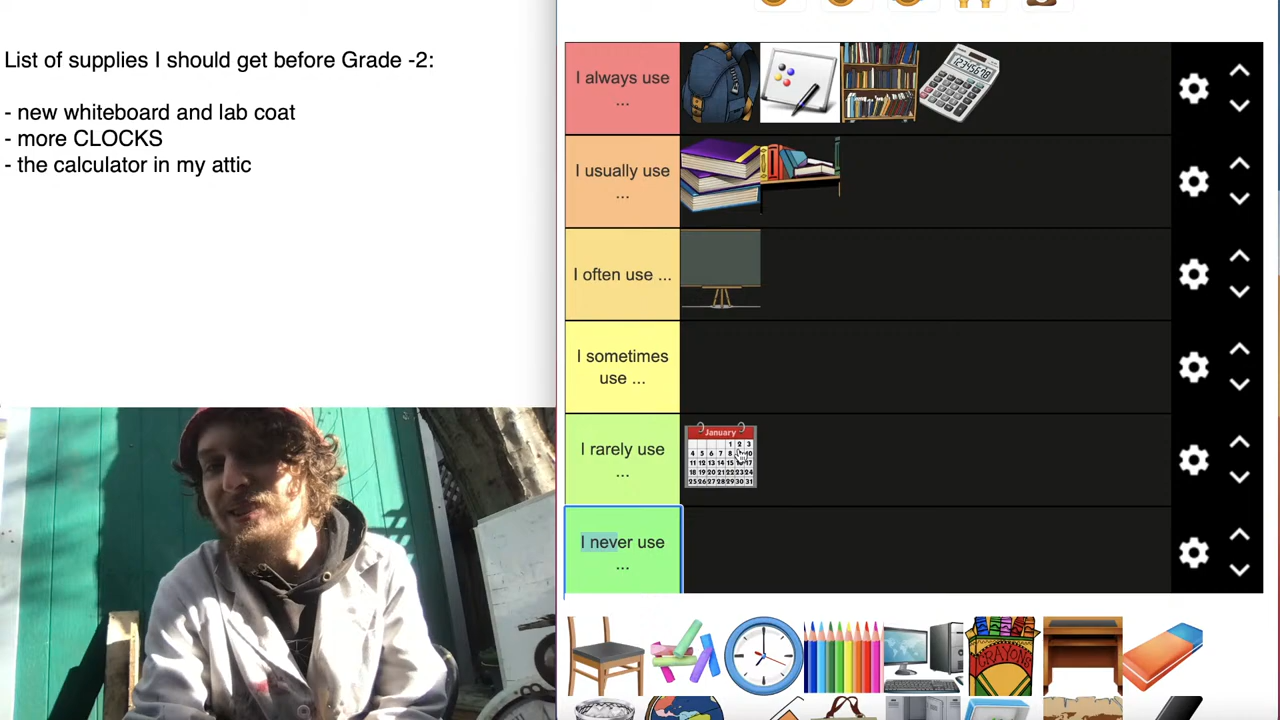 List of supplies I should get before Grade -2:
- new whiteboard and lab coat
- more CLOCKS
- the calculator in my attic
I always use
...
I usually use
...
I often use ...
I sometimes
use ...
I rarely use
...
January
I never use
...
CRAYONS